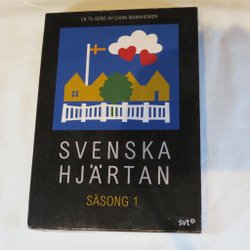 EN TV-SERIE AV CARIN MANNHEIMER
SVENSKA
HJÄRTAN
SÄSONG 1
svt